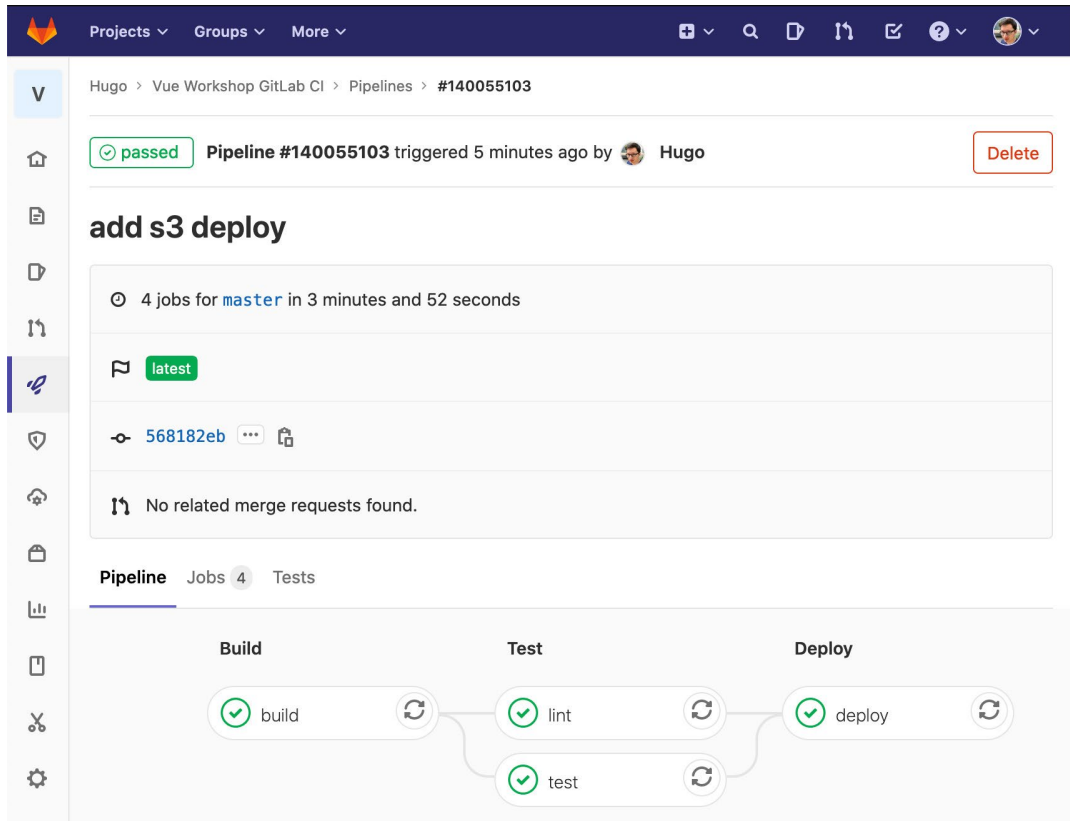 Projects Groups More
V
Hugo > Vue Workshop GitLab CI > Pipelines > #140055103
passed Pipeline #140055103 triggered 5 minutes ago by Hugo Delete
add s3 deploy
4 jobs for master in 3 minutes and 52 seconds
latest
568182eb ...
No related merge requests found.
Pipeline Jobs 4 Tests
Build Test Deploy
build lint deploy
test